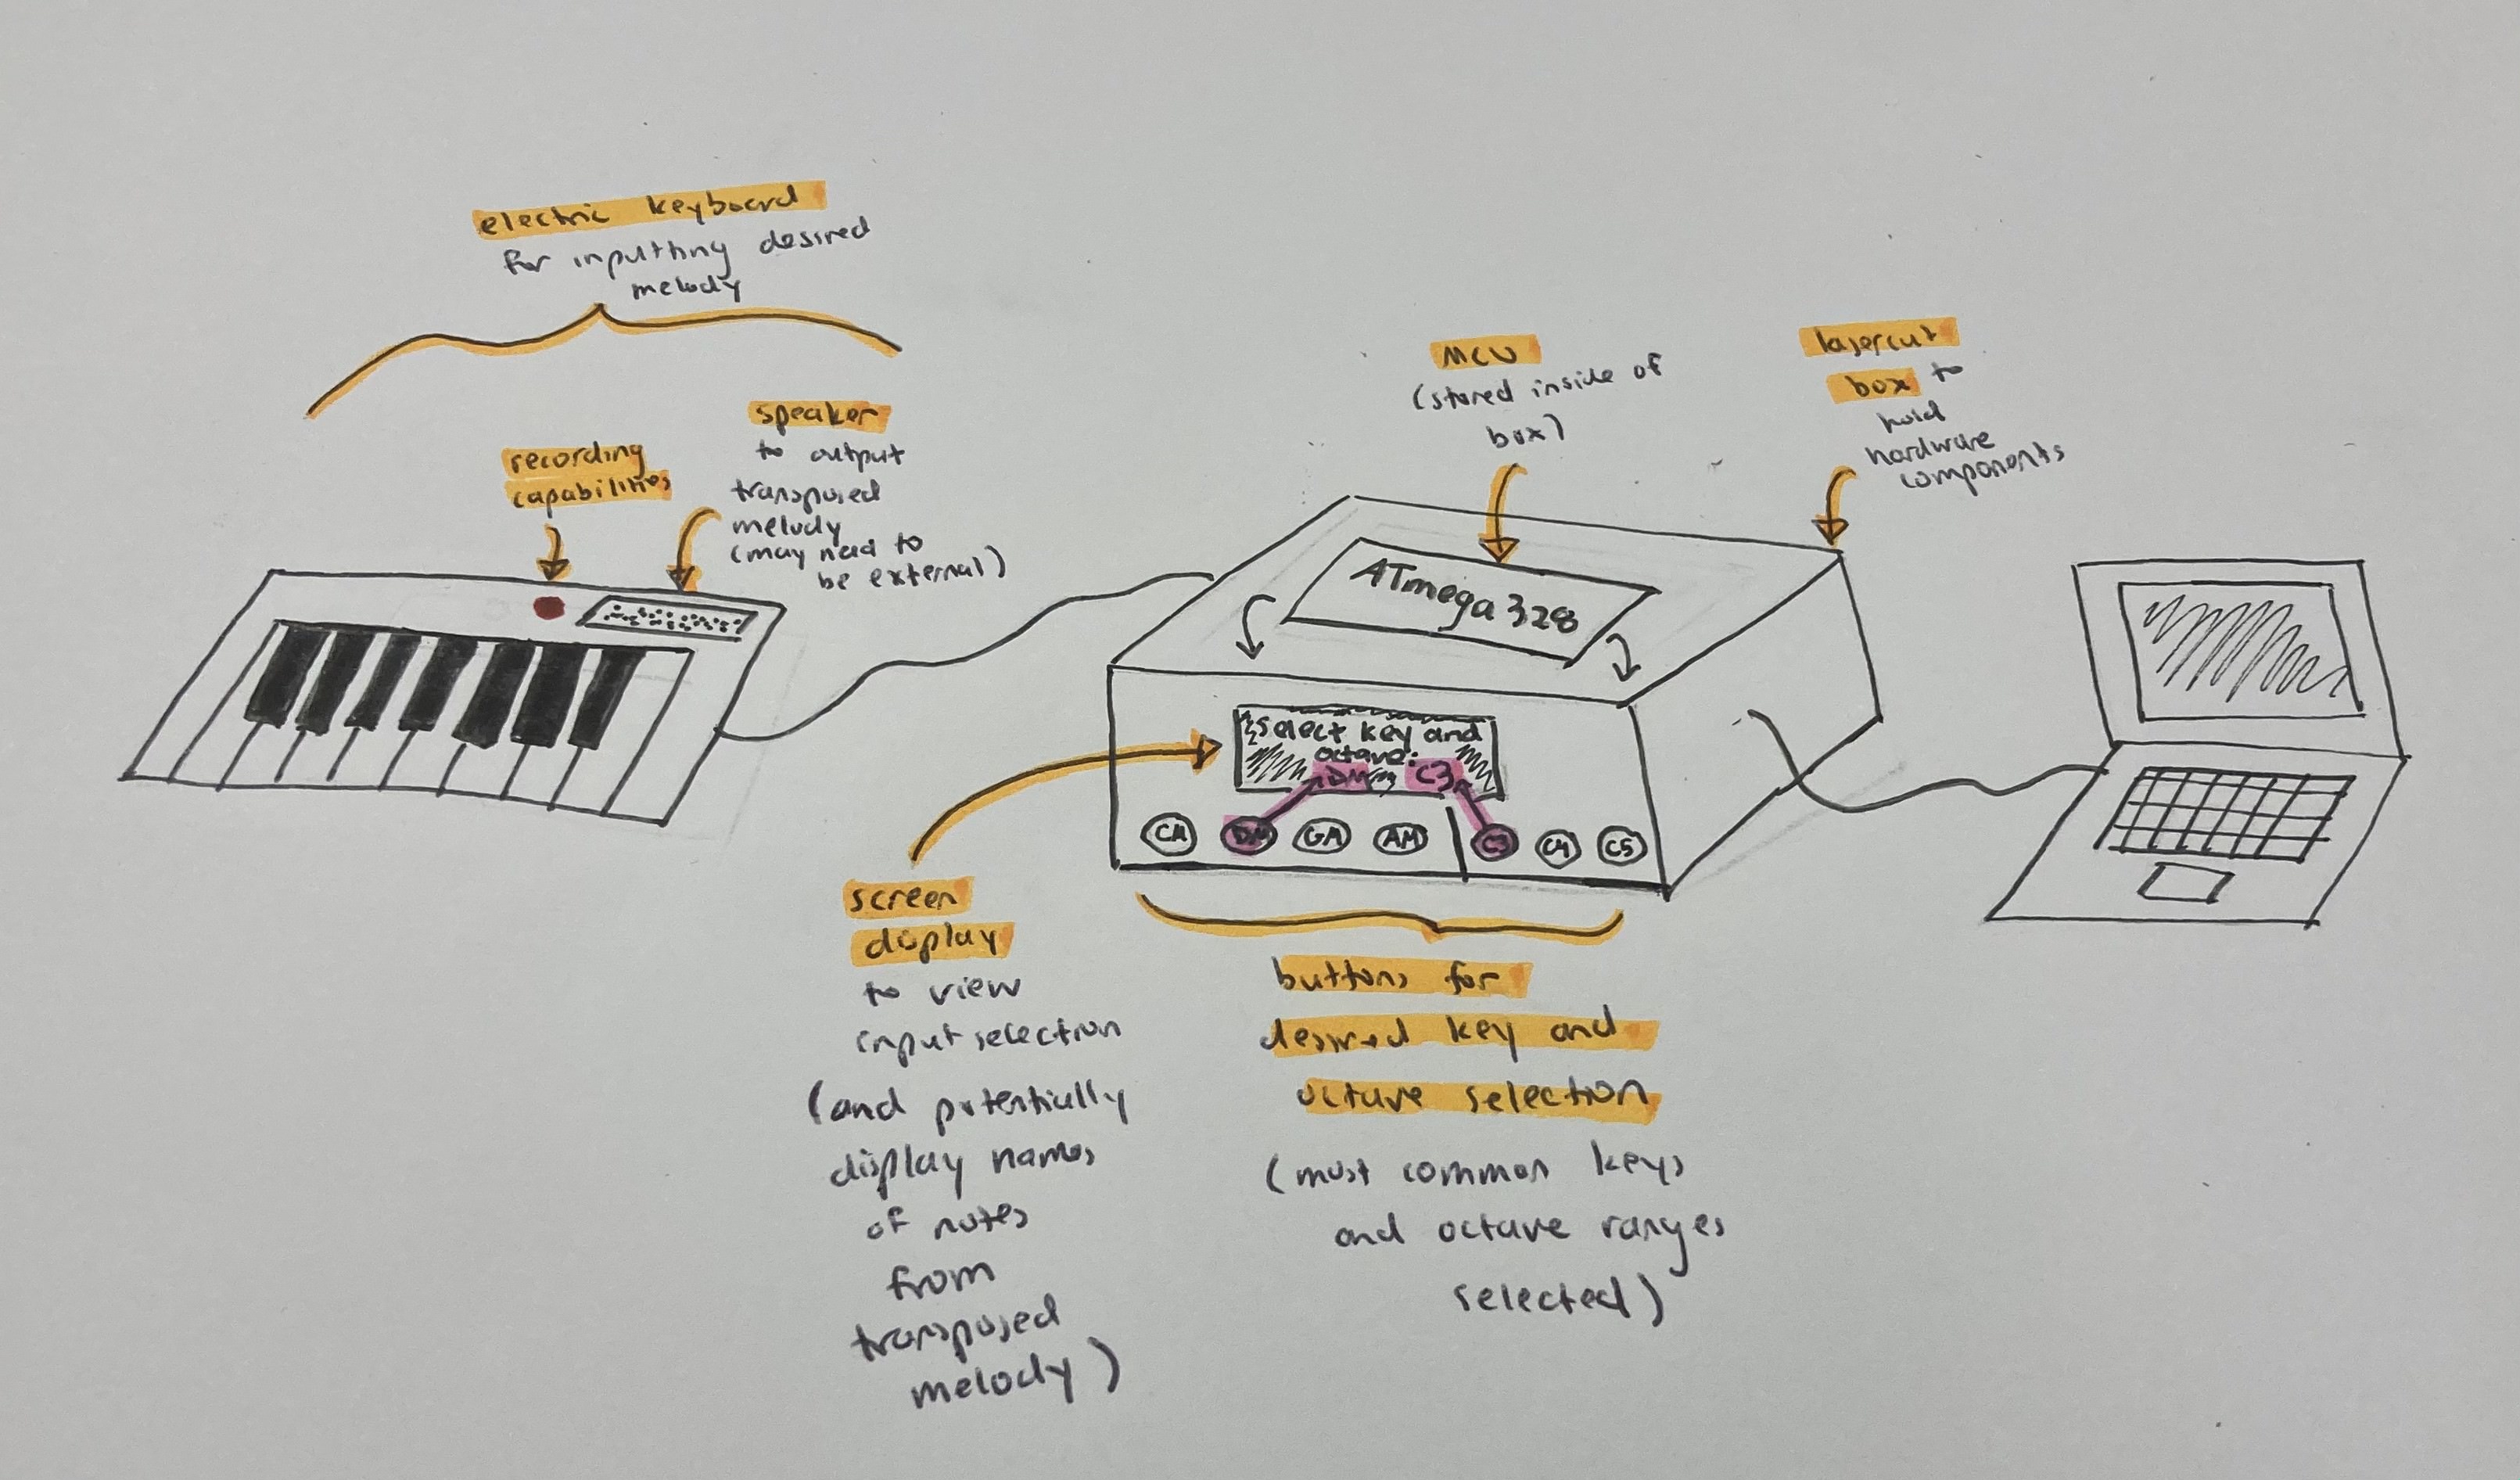 electric keyboard
for inputting desired
melody
recording
capabilities
speaker
to output
transposed
melody
(may need to
be external)
MCU
(stored inside of
box)
lasercut
box to
hold
hardware
components
ATmega328
select key and
octave:
DM C3
CM DM GM AM C3 C4 C5
screen
display
to view
input selection
(and potentially
display names
of notes
from
transposed
melody)
buttons for
desired key and
octave selection
(most common keys
and octave ranges
selected)